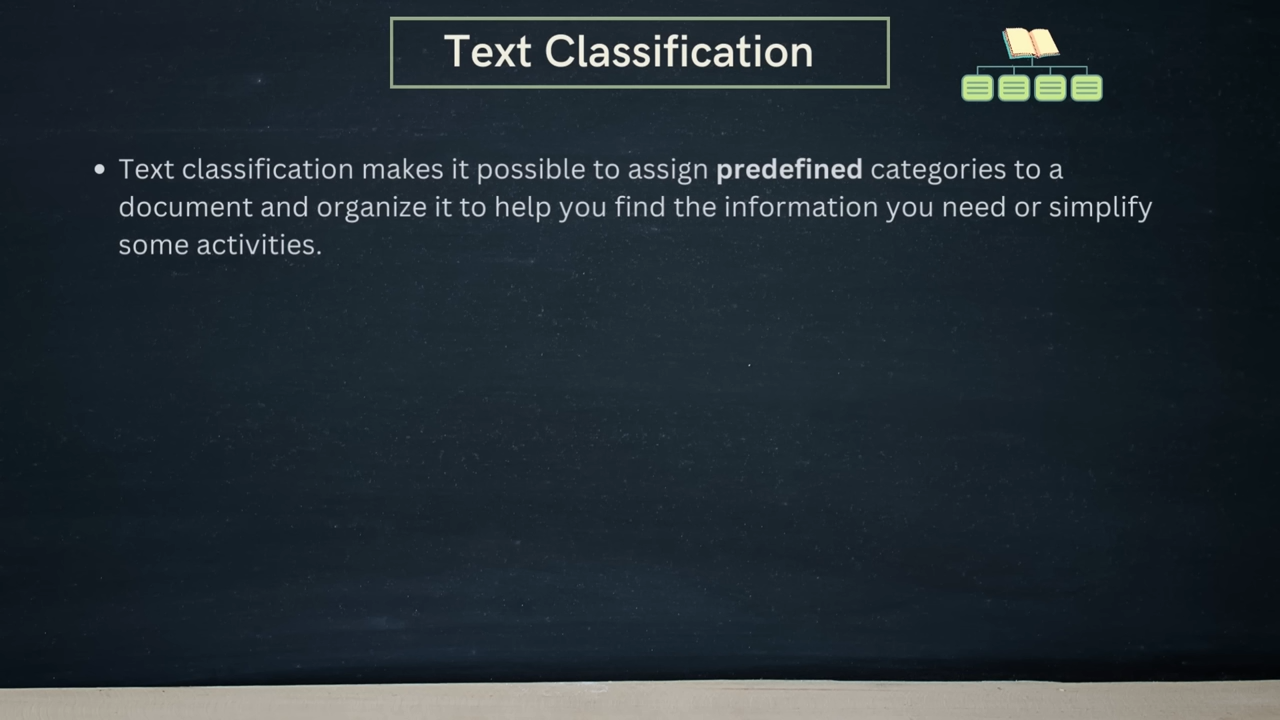 Text Classification
• Text classification makes it possible to assign predefined categories to a
document and organize it to help you find the information you need or simplify
some activities.